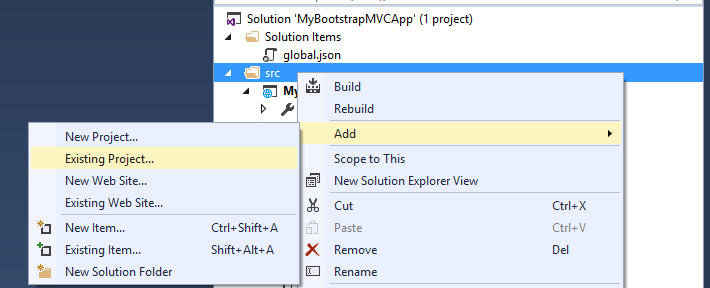 Solution 'MyBootstrapMVCApp' (1 project)
Solution Items
global.json
src
My
Build
Rebuild
Add
Scope to This
New Solution Explorer View
Cut Ctrl+X
Paste Ctrl+V
Remove Del
Rename
New Project...
Existing Project...
New Web Site...
Existing Web Site...
New Item... Ctrl+Shift+A
Existing Item... Shift+Alt+A
New Solution Folder